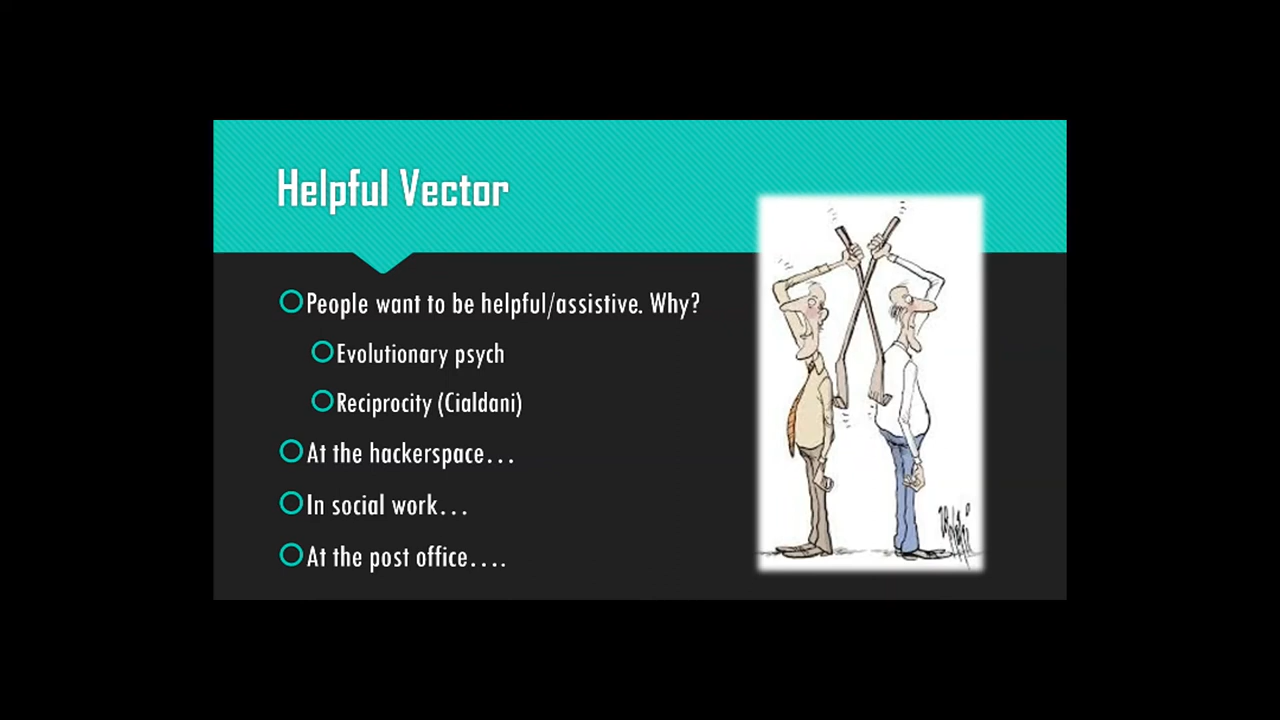 Helpful Vector
People want to be helpful/assistive. Why?
Evolutionary psych
Reciprocity (Cialdani)
At the hackerspace...
In social work...
At the post office....